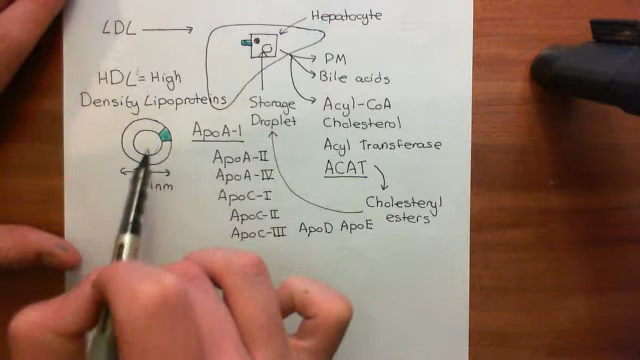 LDL
Hepatocyte
PM
Bile acids
HDL = High
Density Lipoproteins
Storage
Droplet
Acyl-CoA
Cholesterol
Acyl Transferase
ACAT
Cholesteryl
esters
ApoA-I
ApoA-II
ApoA-IV
ApoC-I
ApoC-II
ApoC-III ApoD ApoE
1nm